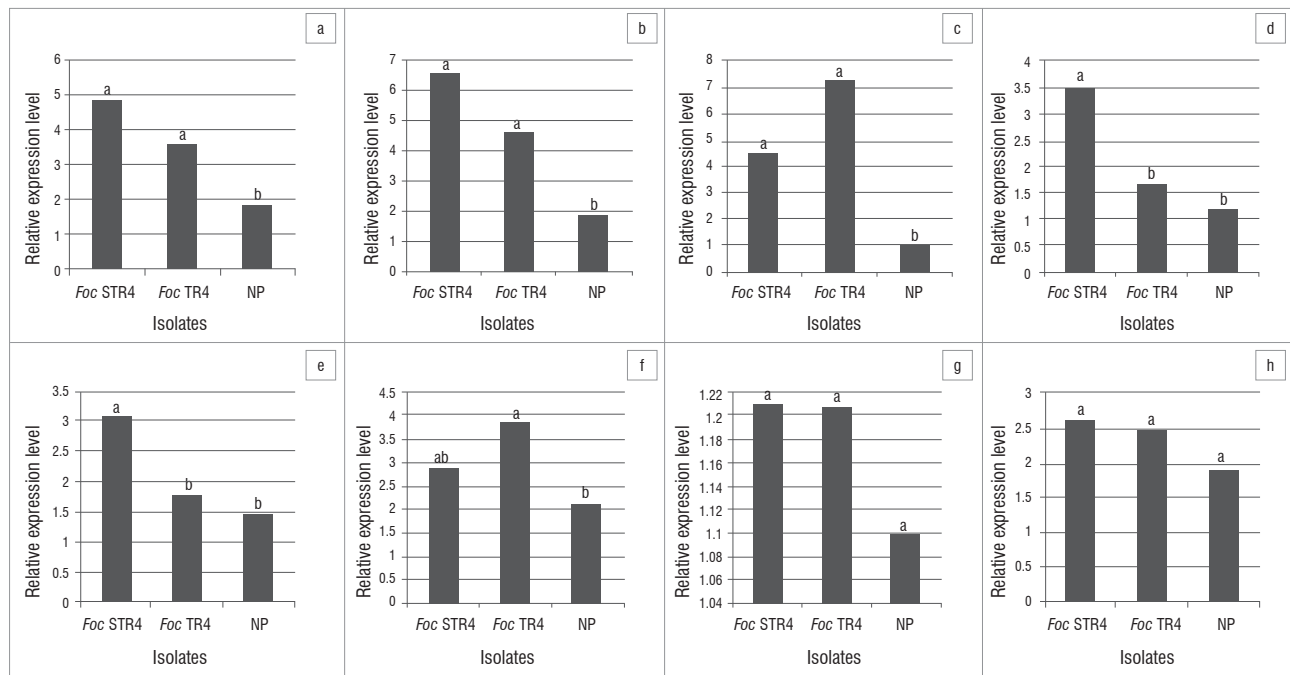 a
Relative expression level
6
5
4
3
2
1
0
a
a
b
Foc STR4 Foc TR4 NP
Isolates
b
Relative expression level
7
6
5
4
3
2
1
0
a
a
b
Foc STR4 Foc TR4 NP
Isolates
c
Relative expression level
8
7
6
5
4
3
2
1
0
a
a
b
Foc STR4 Foc TR4 NP
Isolates
d
Relative expression level
4
3.5
3
2.5
2
1.5
1
0.5
0
a
b
b
Foc STR4 Foc TR4 NP
Isolates
e
Relative expression level
3.5
3
2.5
2
1.5
1
0.5
0
a
b
b
Foc STR4 Foc TR4 NP
Isolates
f
Relative expression level
4.5
4
3.5
3
2.5
2
1.5
1
0.5
0
ab
a
b
Foc STR4 Foc TR4 NP
Isolates
g
Relative expression level
1.22
1.2
1.18
1.16
1.14
1.12
1.1
1.08
1.06
1.04
a
a
a
Foc STR4 Foc TR4 NP
Isolates
h
Relative expression level
3
2.5
2
1.5
1
0.5
0
a
a
a
Foc STR4 Foc TR4 NP
Isolates